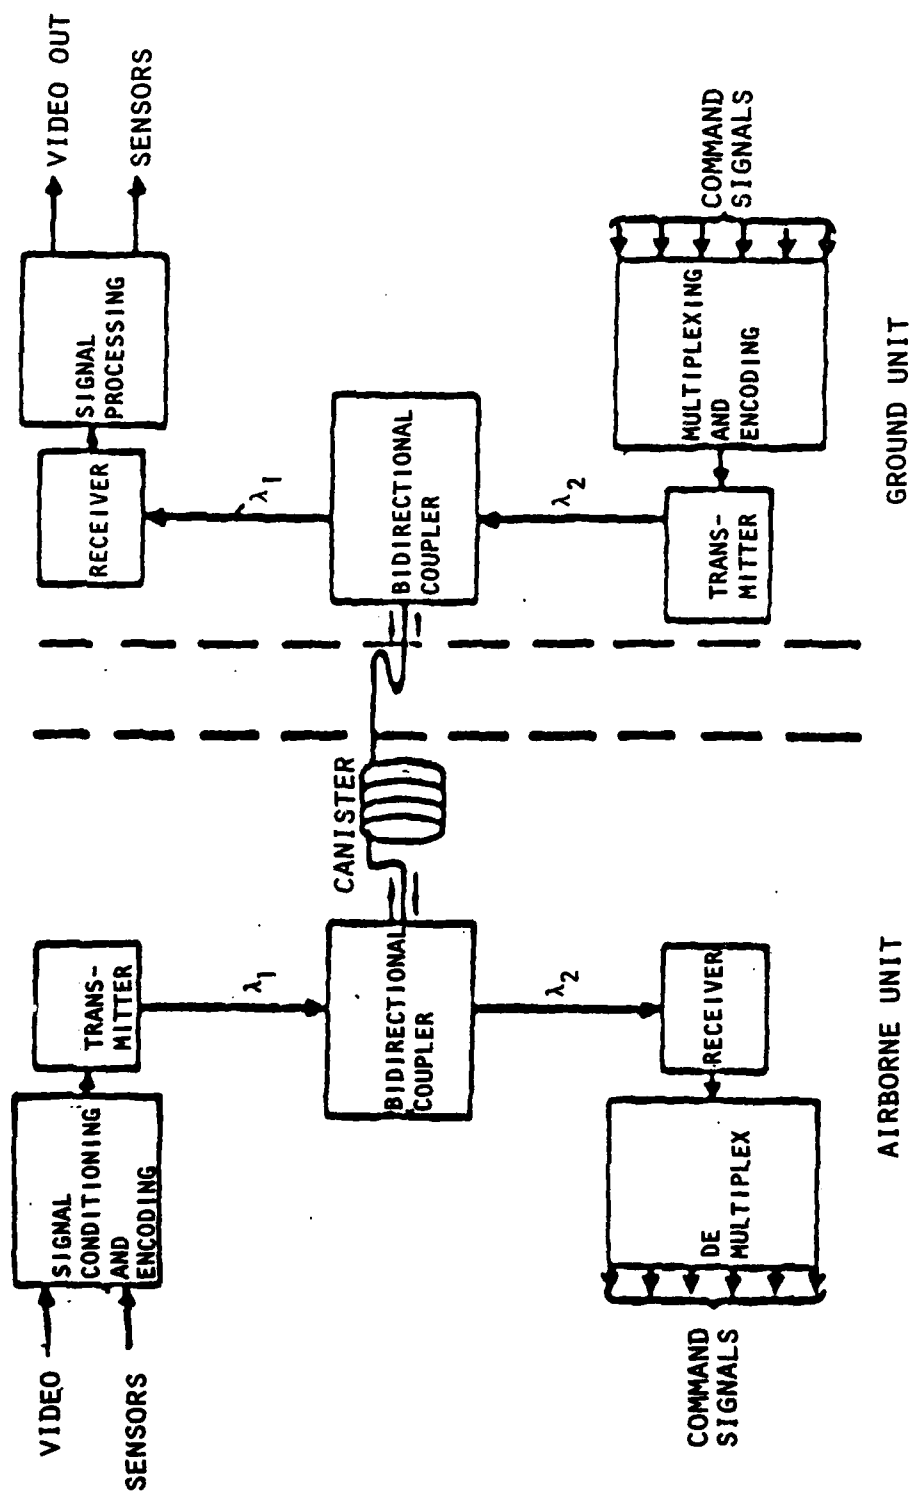 VIDEO
SENSORS
SIGNAL
CONDITIONING
AND
ENCODING
TRANS-
MITTER
λ1
BIDIRECTIONAL
COUPLER
λ2
RECEIVER
DE
MULTIPLEX
COMMAND
SIGNALS
AIRBORNE UNIT
CANISTER
VIDEO OUT
SENSORS
SIGNAL
PROCESSING
RECEIVER
λ1
BIDIRECTIONAL
COUPLER
λ2
TRANS-
MITTER
MULTIPLEXING
AND
ENCODING
COMMAND
SIGNALS
GROUND UNIT